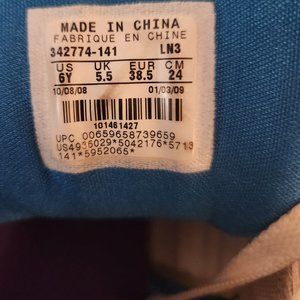 MADE IN CHINA
FABRIQUE EN CHINE
342774-141 LN3
US UK EUR CM
6Y 5.5 38.5 24
10/08/08 01/03/09
101461427
UPC 00659658739659
US4936029*5042176*5713
141*5952065*